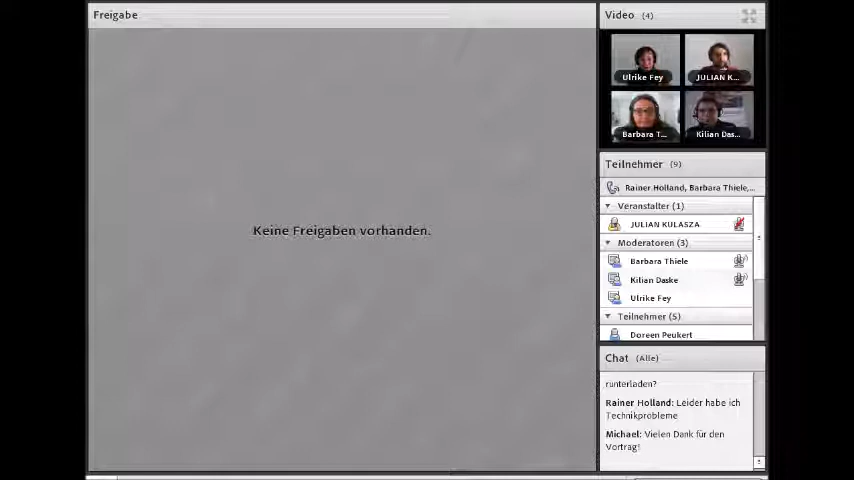 Freigabe
Keine Freigaben vorhanden.
Video (4)
Ulrike Fey
JULIAN K...
Barbara T...
Kilian Das...
Teilnehmer (9)
Rainer Holland, Barbara Thiele,...
Veranstalter (1)
JULIAN KULASZA
Moderatoren (3)
Barbara Thiele
Kilian Daske
Ulrike Fey
Teilnehmer (5)
Doreen Peukert
Chat (Alle)
runterladen?
Rainer Holland: Leider habe ich
Technikprobleme
Michael: Vielen Dank für den
Vortrag!